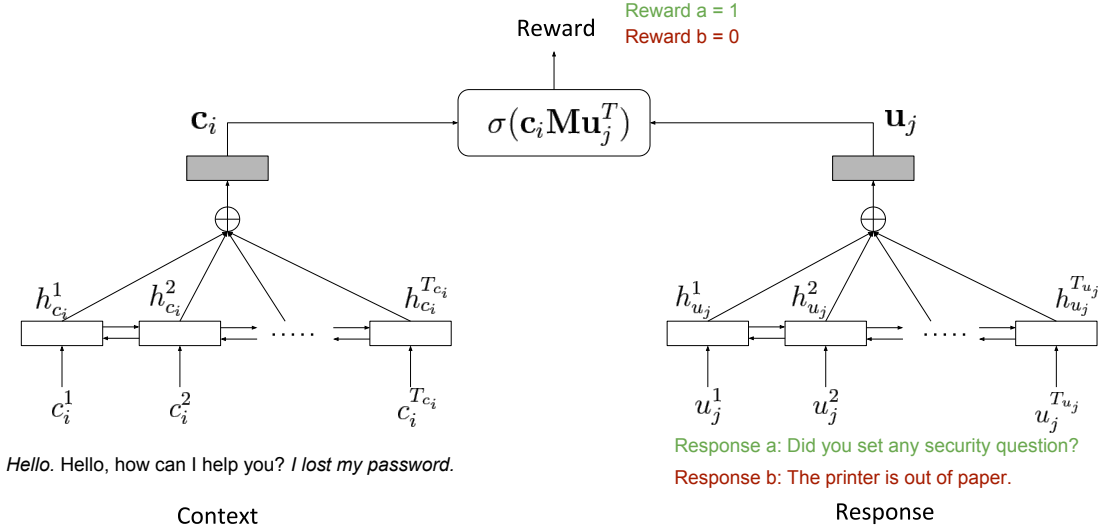 Reward a = 1
Reward
Reward b = 0
c_i
σ(c_i M u_j^T)
u_j
h_{c_i}^1 h_{c_i}^2 ..... h_{c_i}^{T_{c_i}}
h_{u_j}^1 h_{u_j}^2 ..... h_{u_j}^{T_{u_j}}
c_i^1 c_i^2 c_i^{T_{c_i}}
u_j^1 u_j^2 u_j^{T_{u_j}}
Hello. Hello, how can I help you? I lost my password.
Response a: Did you set any security question?
Response b: The printer is out of paper.
Context
Response